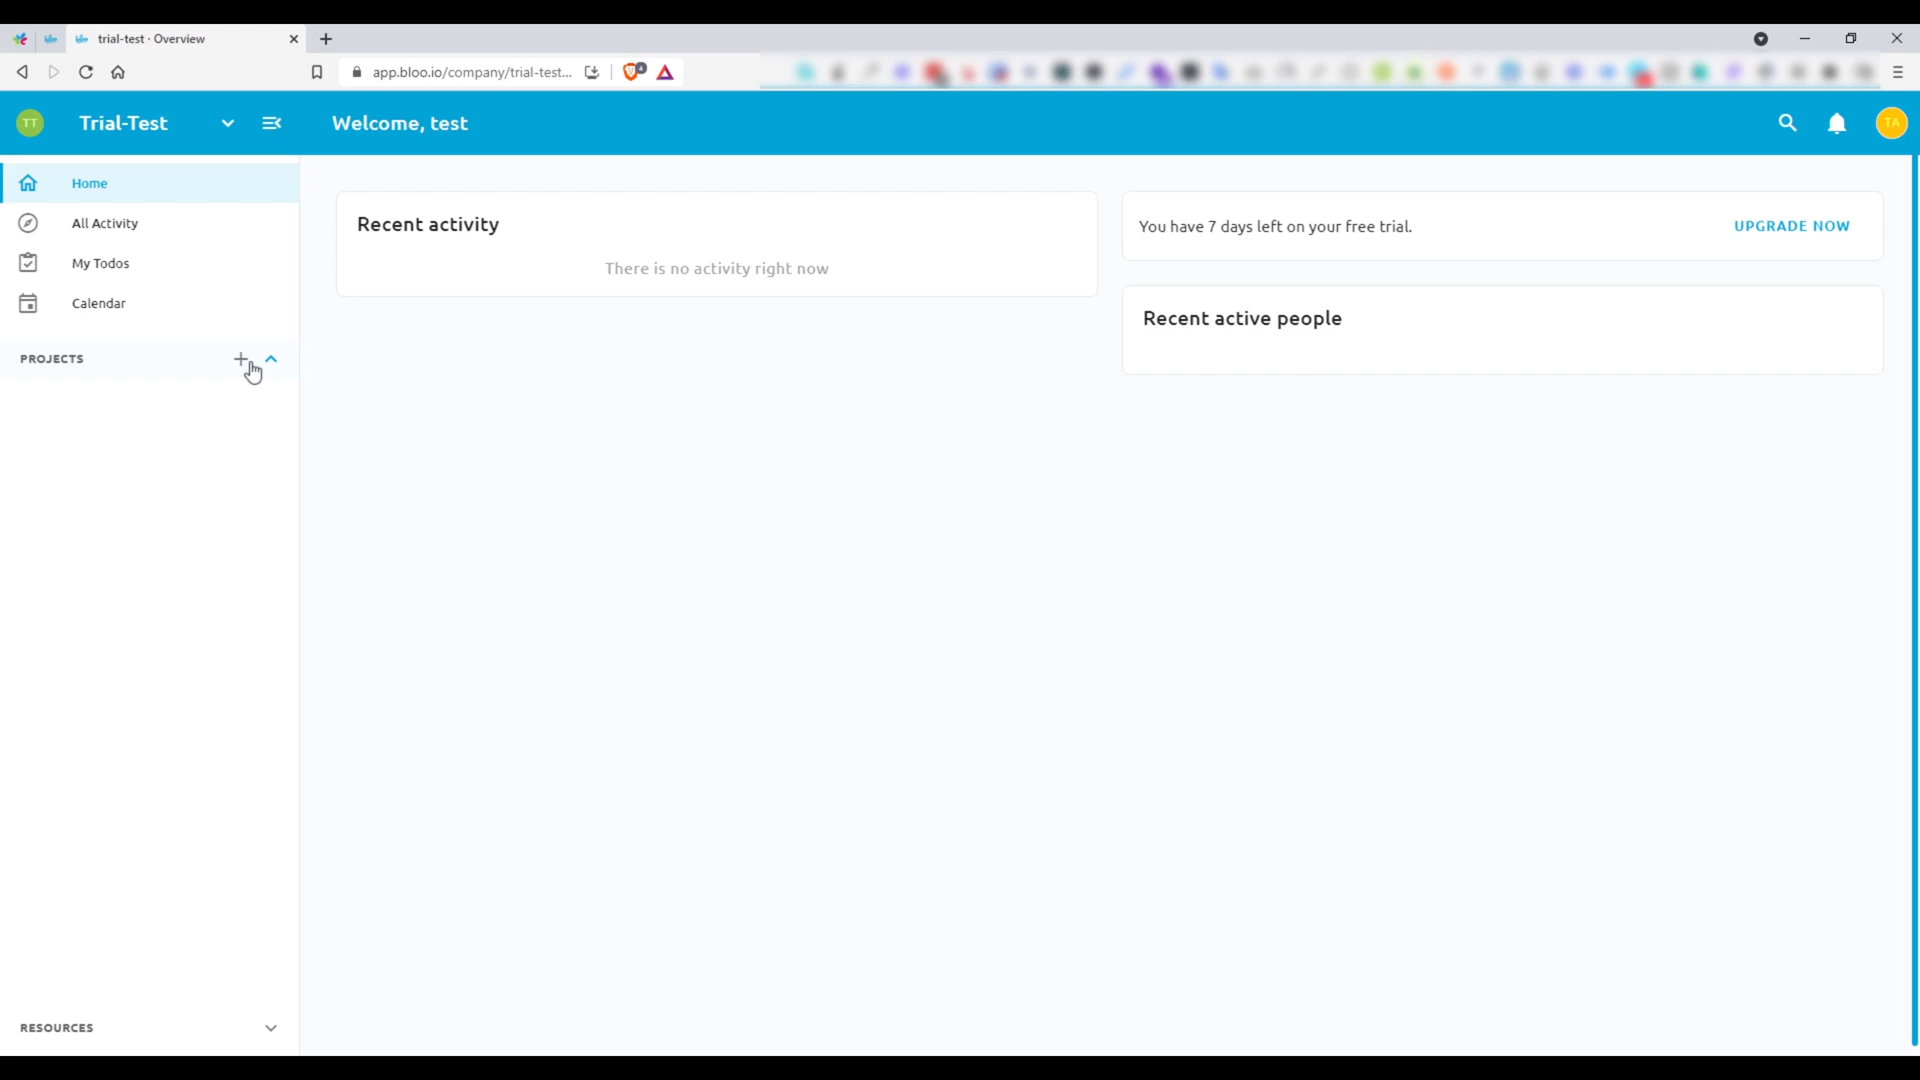 trial-test · Overview
app.bloo.io/company/trial-test...
4
TT
Trial-Test
Welcome, test
TA
Home
All Activity
My Todos
Calendar
PROJECTS
Recent activity
There is no activity right now
You have 7 days left on your free trial.
UPGRADE NOW
Recent active people
RESOURCES